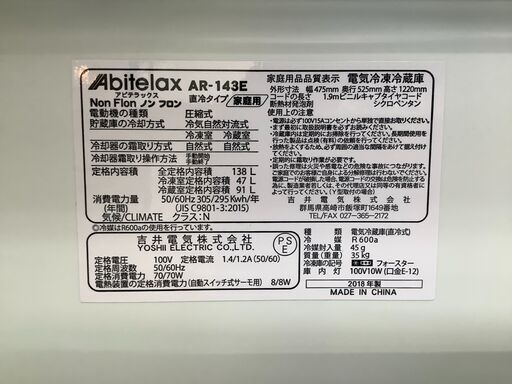 Abitelax AR-143E
アビテラックス
Non Flon ノンフロン 直冷タイプ 家庭用
電動機の種類 圧縮式
貯蔵庫の冷却方式 冷気自然対流式
冷凍室 冷蔵室
冷却器の霜取り方式 自然式 自然式
冷却器霜取操作方法 手動開始 手動終了
定格内容積 全定格内容積 138 L
冷凍室定格内容積 47 L
冷蔵室定格内容積 91 L
消費電力量 50/60Hz 305/295 Kwh/年
(年間) (JIS C9801-3:2015)
気候/CLIMATE クラス:N
◎冷媒はR600aの使用しています。
吉井電気株式会社
YOSHII ELECTRIC CO.,LTD.
PS
E
定格電圧 100V 定格電流 1.4/1.2A (50/60)
定格周波数 50/60Hz
定格消費電力 70/70W
電熱装置の定格消費電力(自動スイッチ式サーモ用) 8/8W
家庭用品品質表示 電気冷凍冷蔵庫
外形寸法 幅475mm 奥行525mm 高さ1220mm
コードの長さ 1.9mビニルキャブタイヤコード
断熱材発泡剤 シクロペンタン
使用上の注意
吉井電気株式会社
群馬県高崎市飯塚町1649番
TEL/FAX 027-365-2172
品名 電気冷蔵庫(直冷式)
冷媒 R 600a
冷媒封入量 45g
質量(重量) 35kg
冷凍庫の記号 フォースター
庫内灯 100V10W (口金E-12)
2018年製
MADE IN CHINA